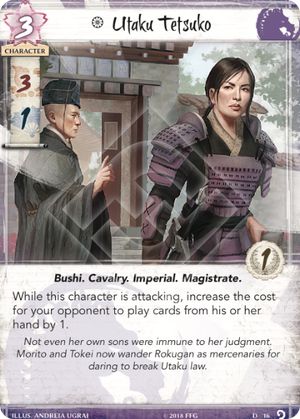 3
Utaku Tetsuko
CHARACTER
3
1
1
Bushi. Cavalry. Imperial. Magistrate.
While this character is attacking, increase the cost
for your opponent to play cards from his or her
hand by 1.
Not even her own sons were immune to her judgment.
Morito and Tokei now wander Rokugan as mercenaries for
daring to break Utaku law.
ILLUS. ANDREIA UGRAI
© 2018 FFG